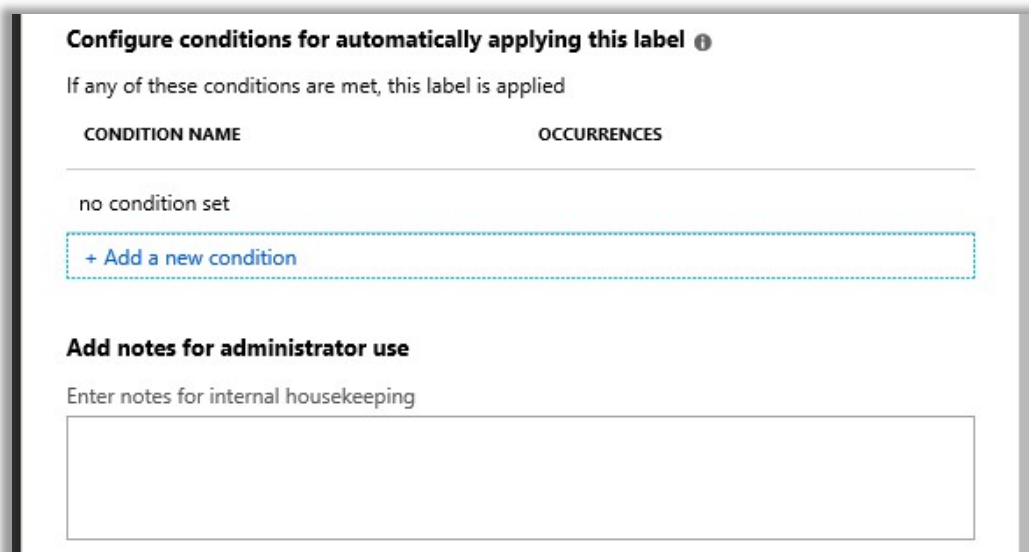 Configure conditions for automatically applying this label
If any of these conditions are met, this label is applied
CONDITION NAME OCCURRENCES
no condition set
+ Add a new condition
Add notes for administrator use
Enter notes for internal housekeeping